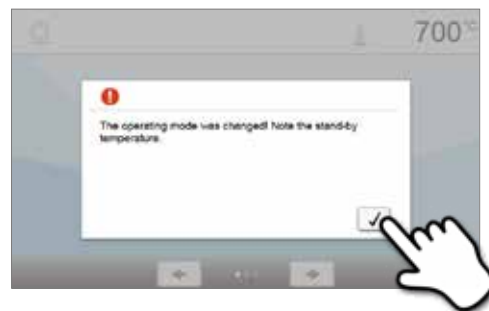 700°C
The operating mode was changed! Note the stand-by
temperature.